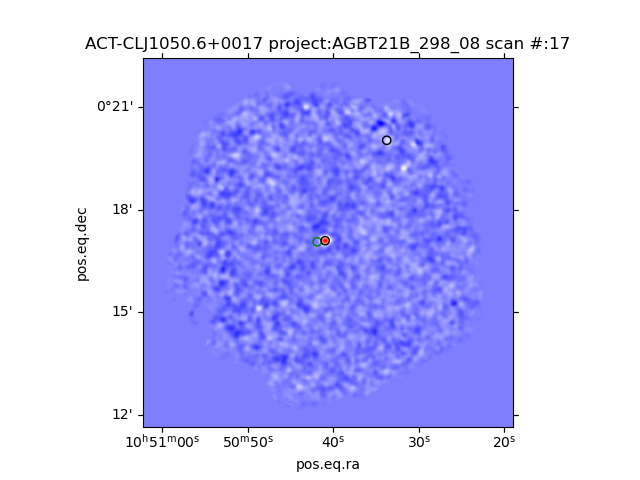 ACT-CLJ1050.6+0017 project:AGBT21B_298_08 scan #:17
0°21'
18'
15'
12'
10ʰ51ᵐ00ˢ 50ᵐ50ˢ 40ˢ 30ˢ 20ˢ
pos.eq.ra
pos.eq.dec